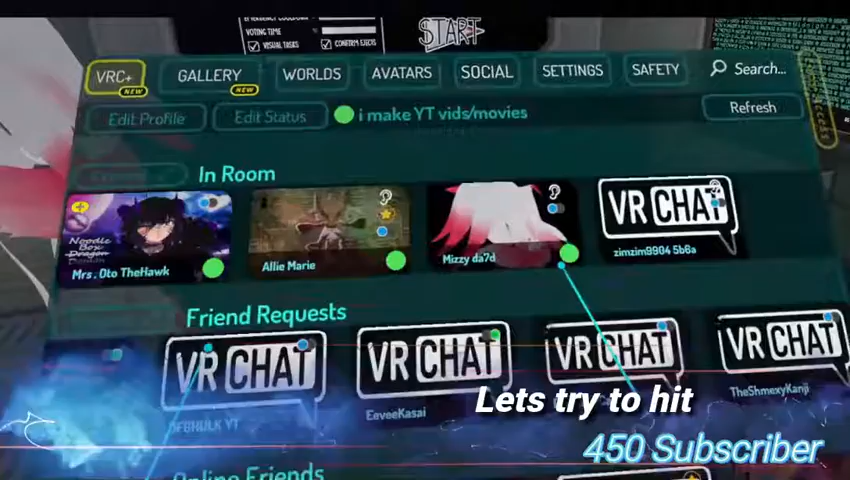 VOTING TIME
VISUAL TASKS
CONFIRM EJECTS
START
VRC+
NEW
GALLERY
NEW
WORLDS
AVATARS
SOCIAL
SETTINGS
SAFETY
Search...
Edit Profile
Edit Status
i make YT vids/movies
Refresh
In Room
Noodle
Box
Dragon
Mrs. Oto TheHawk
Allie Marie
Mizzy da7d
VR CHAT
zimzim9904 5b6a
Friend Requests
VR CHAT
VR CHAT
VR CHAT
VR CHAT
EeveeKasai
TheShmexyKanji
Lets try to hit
450 Subscriber
Online Friends